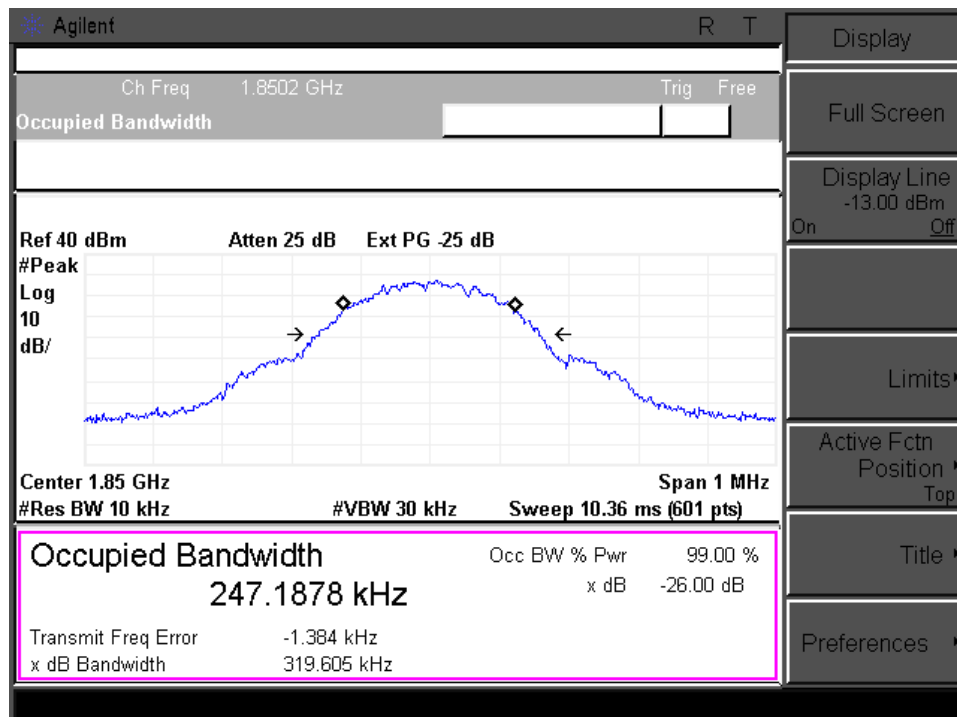 Agilent R T
Ch Freq 1.8502 GHz Trig Free
Occupied Bandwidth
Ref 40 dBm Atten 25 dB Ext PG -25 dB
#Peak
Log
10
dB/
Center 1.85 GHz Span 1 MHz
#Res BW 10 kHz #VBW 30 kHz Sweep 10.36 ms (601 pts)
Occupied Bandwidth Occ BW % Pwr 99.00 %
247.1878 kHz x dB -26.00 dB
Transmit Freq Error -1.384 kHz
x dB Bandwidth 319.605 kHz
Display
Full Screen
Display Line
-13.00 dBm
On Off
Limits
Active Fctn
Position
Top
Title
Preferences